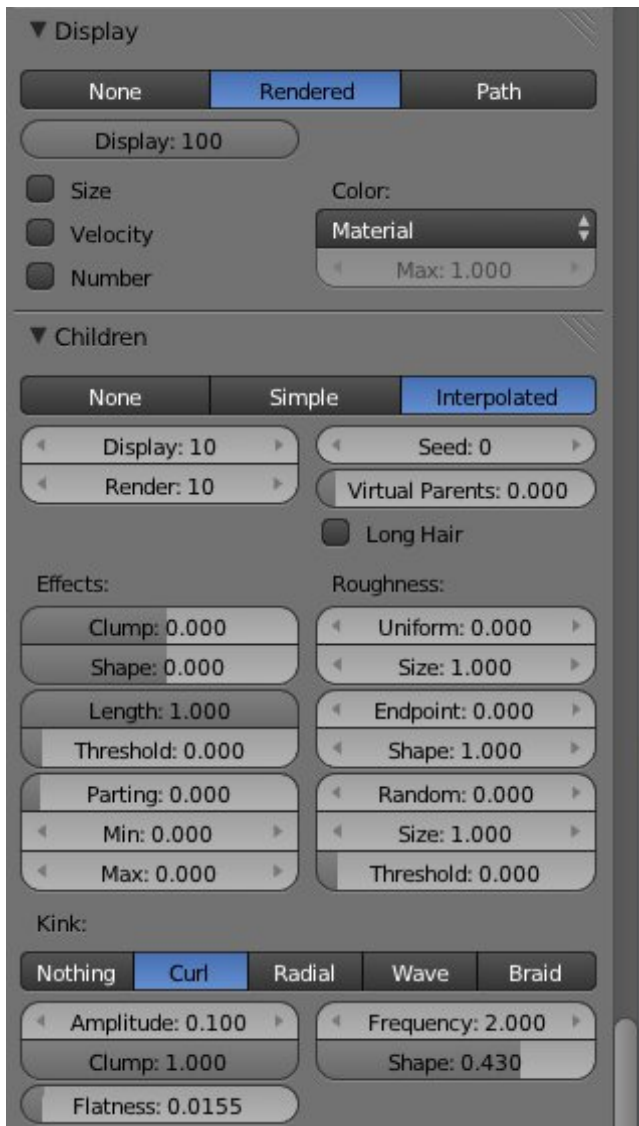 Display
None Rendered Path
Display: 100
Size Color:
Velocity Material
Number Max: 1.000
Children
None Simple Interpolated
Display: 10 Seed: 0
Render: 10 Virtual Parents: 0.000
Long Hair
Effects: Roughness:
Clump: 0.000 Uniform: 0.000
Shape: 0.000 Size: 1.000
Length: 1.000 Endpoint: 0.000
Threshold: 0.000 Shape: 1.000
Parting: 0.000 Random: 0.000
Min: 0.000 Size: 1.000
Max: 0.000 Threshold: 0.000
Kink:
Nothing Curl Radial Wave Braid
Amplitude: 0.100 Frequency: 2.000
Clump: 1.000 Shape: 0.430
Flatness: 0.0155